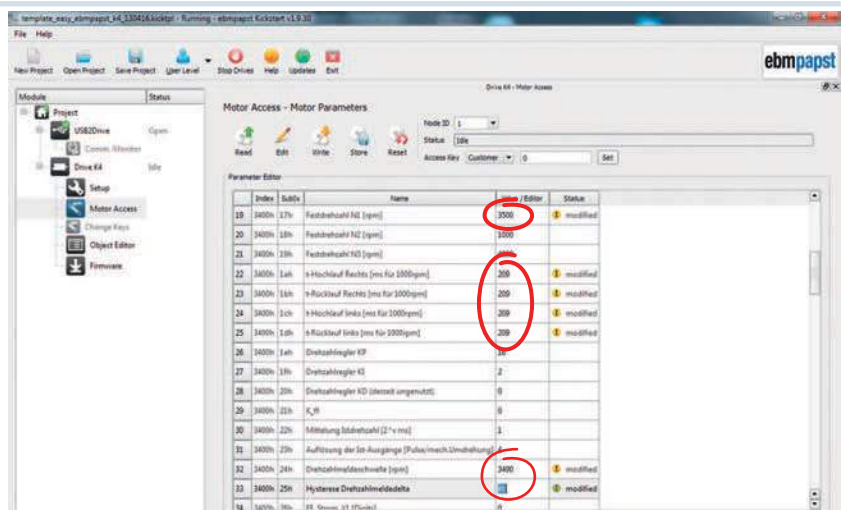 template_easy_ebmpapst_k4_130416.kicktpl - Running - ebmpapst Kickstart v1.9.30
File Help
New Project Open Project Save Project User Level Stop Drives Help Updates Exit
ebmpapst
Drive K4 - Motor Access
Module Status
Project
USB2Drive Open
Comm. Monitor
Drive K4 Idle
Setup
Motor Access
Change Keys
Object Editor
Firmware
Motor Access - Motor Parameters
Read Edit Write Store Reset
Node ID 1
Status Idle
Access Key Customer 0 Set
Parameter Editor
Index Name Value / Editor Status
19 3400h 17h Festdrehzahl N1 [rpm] 3500 modified
20 3400h 18h Festdrehzahl N2 [rpm] 1000
21 3400h 19h Festdrehzahl N3 [rpm]
22 3400h 1ah t-Hochlauf Rechts [ms für 1000rpm] 209 modified
23 3400h 1bh t-Rücklauf Rechts [ms für 1000rpm] 209 modified
24 3400h 1ch t-Hochlauf links [ms für 1000rpm] 209 modified
25 3400h 1dh t-Rücklauf links [ms für 1000rpm] 209 modified
26 3400h 1eh Drehzahlregler KP
27 3400h 1fh Drehzahlregler KI 2
28 3400h 20h Drehzahlregler KD (derzeit ungenutzt) 0
29 3400h 21h K_ff 0
30 3400h 22h Mittelung Istdrehzahl [2^v ms] 1
31 3400h 23h Auflösung der Ist-Ausgänge [Pulse/mech.Umdrehung]
32 3400h 24h Drehzahlmeldeschwelle [rpm] 3490 modified
33 3400h 25h Hysterese Drehzahlmeldedelta modified
34 3400h